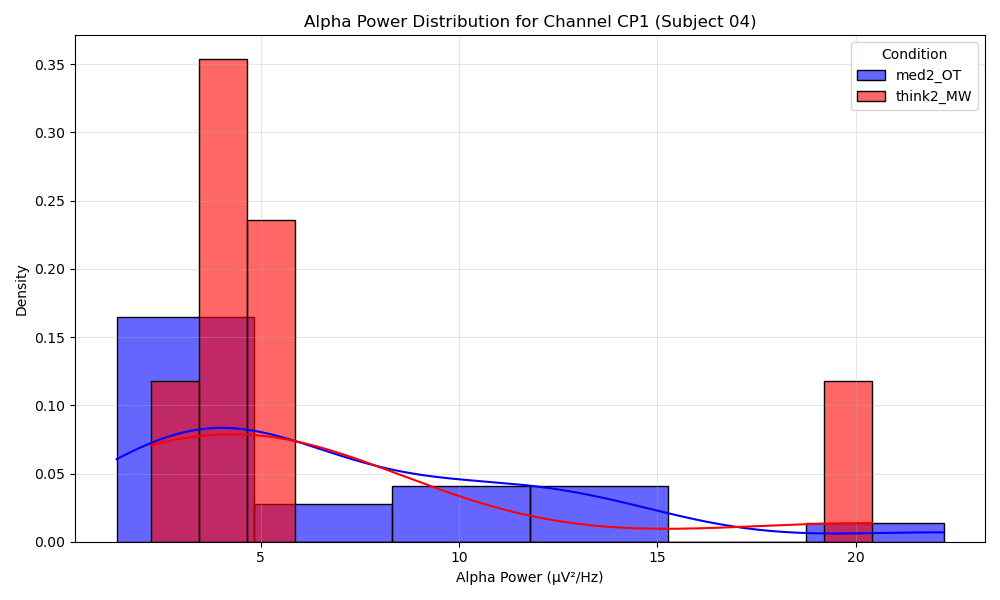 Alpha Power Distribution for Channel CP1 (Subject 04)
Condition
med2_OT
think2_MW
0.35
0.30
0.25
0.20
0.15
0.10
0.05
0.00
Density
5
10
15
20
Alpha Power (µV²/Hz)